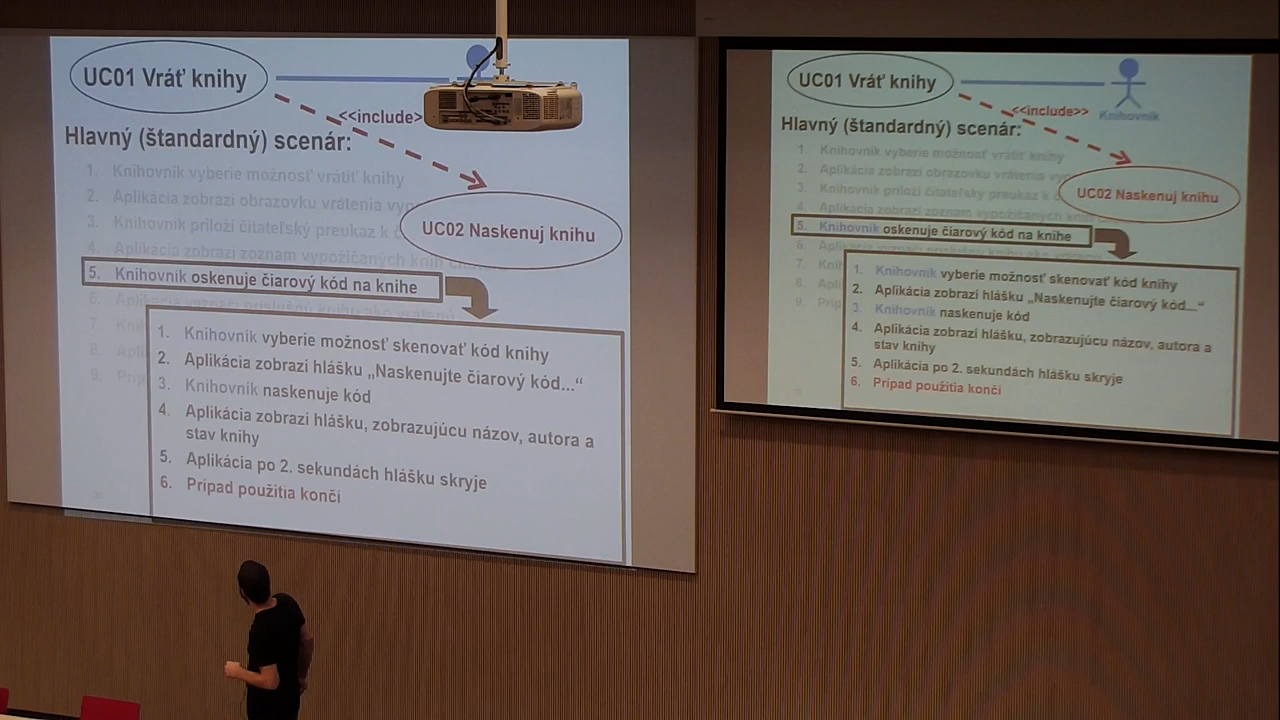 UC01 Vráť knihy
<<include>
Hlavný (štandardný) scenár:
1. Knihovník vyberie možnosť vrátiť knihy
2. Aplikácia zobrazí obrazovku vrátenia
3. Knihovník priloží čitateľský preukaz k
UC02 Naskenuj knihu
4. Aplikácia zobrazí zoznam vypožičaných kníh
5. Knihovník oskenuje čiarový kód na knihe
6.
7.
8.
9.
1. Knihovník vyberie možnosť skenovať kód knihy
2. Aplikácia zobrazí hlášku „Naskenujte čiarový kód...“
3. Knihovník naskenuje kód
4. Aplikácia zobrazí hlášku, zobrazujúcu názov, autora a
stav knihy
5. Aplikácia po 2. sekundách hlášku skryje
6. Prípad použitia končí
UC01 Vráť knihy
<<include>>
Knihovník
Hlavný (štandardný) scenár:
1. Knihovník vyberie možnosť vrátiť knihy
2. Aplikácia zobrazí obrazovku vrátenia
3. Knihovník priloží čitateľský preukaz k
UC02 Naskenuj knihu
4. Aplikácia zobrazí zoznam vypožičaných kníh
5. Knihovník oskenuje čiarový kód na knihe
6.
7.
8.
9.
1. Knihovník vyberie možnosť skenovať kód knihy
2. Aplikácia zobrazí hlášku „Naskenujte čiarový kód...“
3. Knihovník naskenuje kód
4. Aplikácia zobrazí hlášku, zobrazujúcu názov, autora a
stav knihy
5. Aplikácia po 2. sekundách hlášku skryje
6. Prípad použitia končí